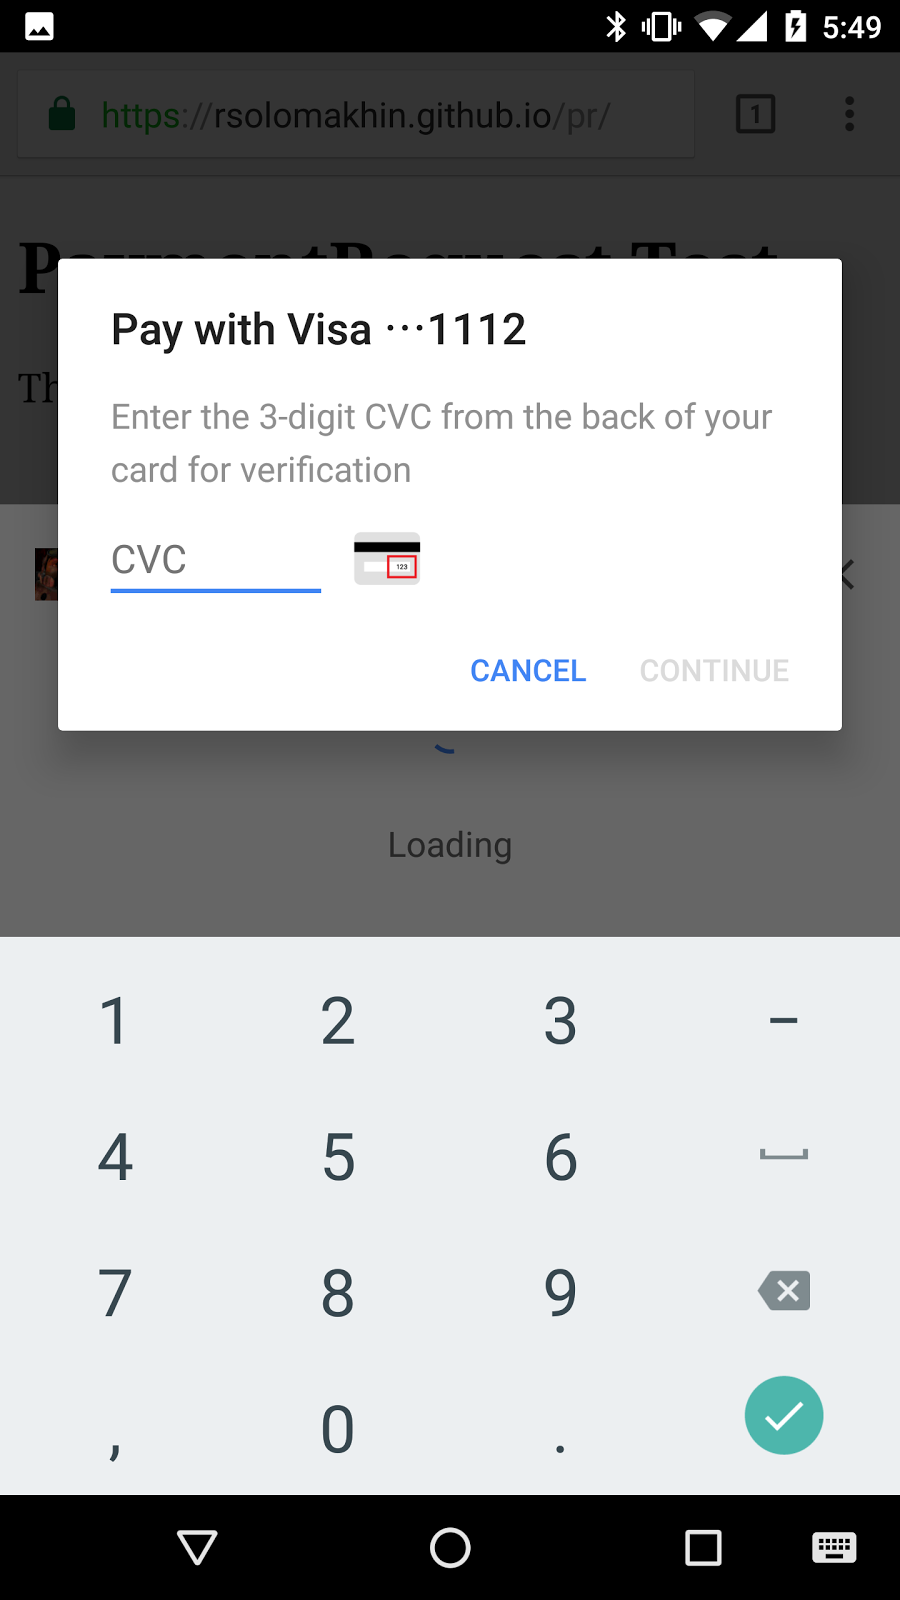 5:49
https://rsolomakhin.github.io/pr/
1
Pay with Visa ···1112
Enter the 3-digit CVC from the back of your
card for verification
CVC
123
CANCEL CONTINUE
Loading
1 2 3 –
4 5 6
7 8 9
, 0 .